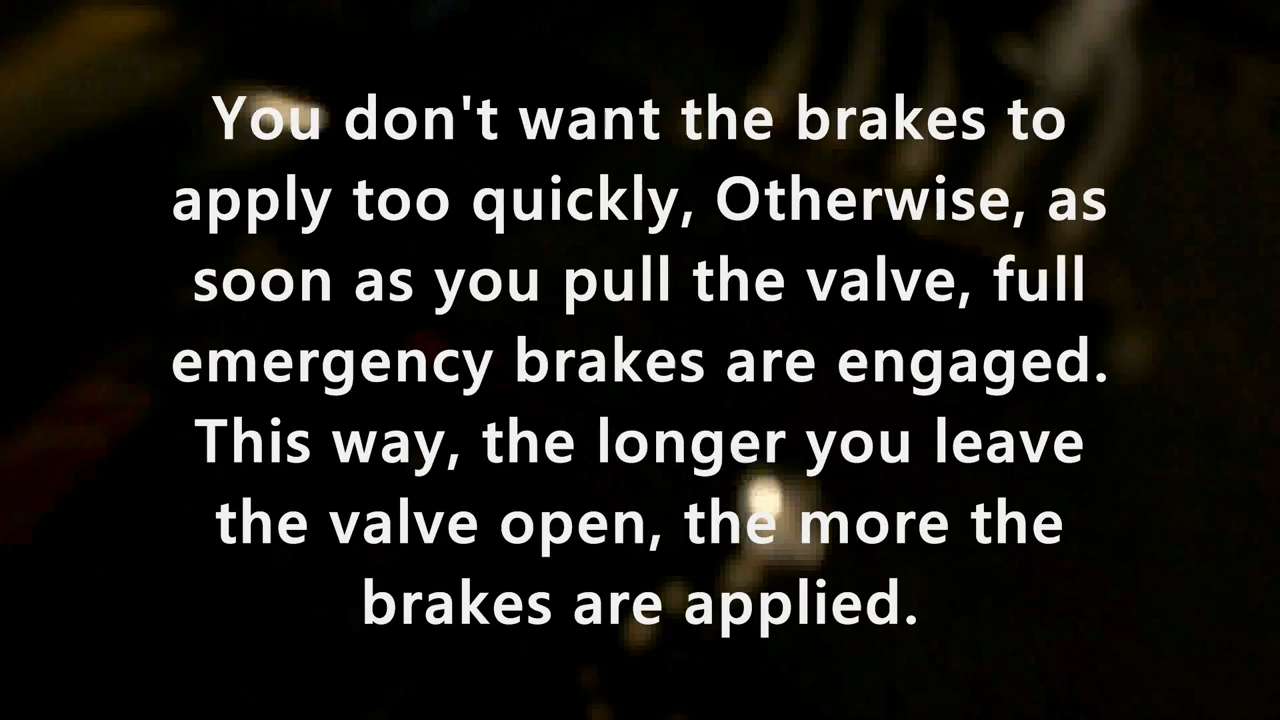 You don't want the brakes to
apply too quickly, Otherwise, as
soon as you pull the valve, full
emergency brakes are engaged.
This way, the longer you leave
the valve open, the more the
brakes are applied.